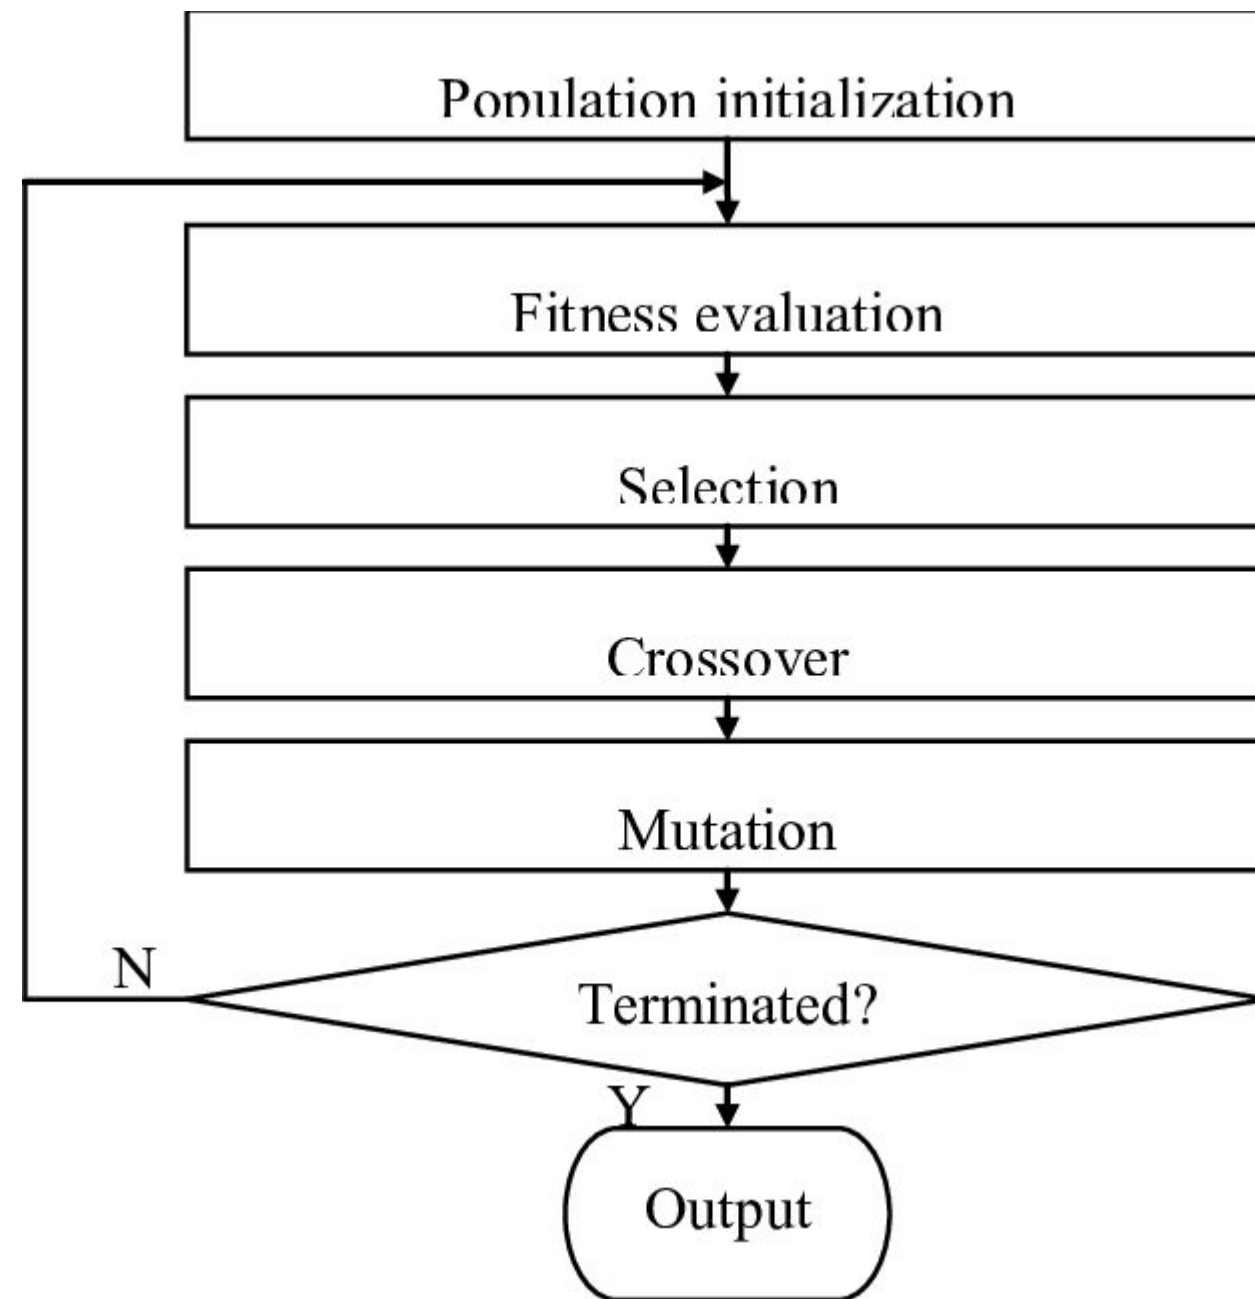 Population initialization
Fitness evaluation
Selection
Crossover
Mutation
N
Terminated?
Y
Output